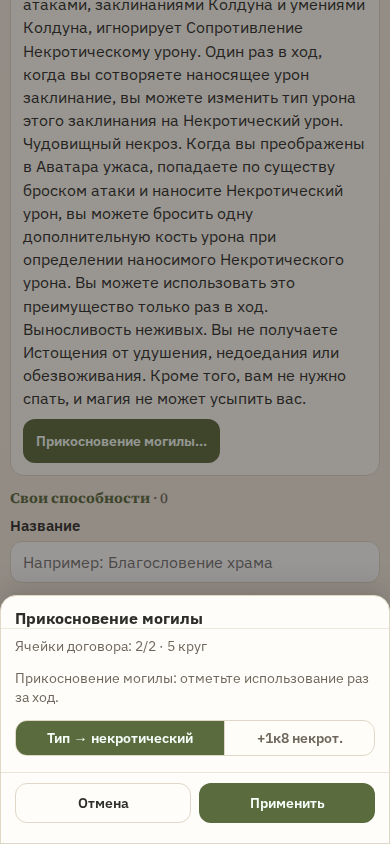 атаками, заклинаниями Колдуна и умениями
Колдуна, игнорирует Сопротивление
Некротическому урону. Один раз в ход,
когда вы сотворяете наносящее урон
заклинание, вы можете изменить тип урона
этого заклинания на Некротический урон.
Чудовищный некроз. Когда вы преображены
в Аватара ужаса, попадаете по существу
броском атаки и наносите Некротический
урон, вы можете бросить одну
дополнительную кость урона при
определении наносимого Некротического
урона. Вы можете использовать это
преимущество только раз в ход.
Выносливость неживых. Вы не получаете
Истощения от удушения, недоедания или
обезвоживания. Кроме того, вам не нужно
спать, и магия не может усыпить вас.
Прикосновение могилы...
Свои способности · 0
Название
Например: Благословение храма
Прикосновение могилы
Ячейки договора: 2/2 · 5 круг
Прикосновение могилы: отметьте использование раз
за ход.
Тип → некротический
+1к8 некрот.
Отмена
Применить